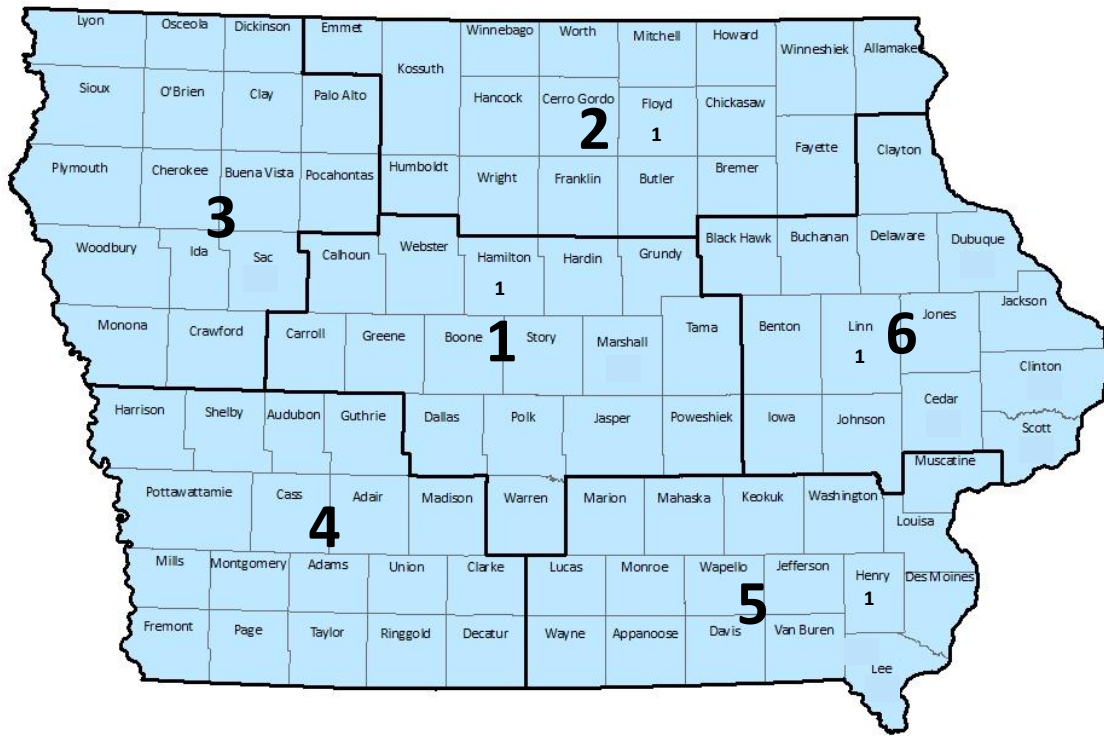 Lyon
Osceola
Dickinson
Emmet
Kossuth
Winnebago
Worth
Mitchell
Howard
Winneshiek
Allamake
Sioux
O'Brien
Clay
Palo Alto
Hancock
Cerro Gordo
2
Floyd
1
Chickasaw
Plymouth
Cherokee
Buena Vista
Pocahontas
Humboldt
Wright
Franklin
Butler
Bremer
Fayette
Clayton
3
Woodbury
Ida
Sac
Calhoun
Webster
Hamilton
1
Hardin
Grundy
Black Hawk
Buchanan
Delaware
Dubuque
Monona
Crawford
Carroll
Greene
Boone
1
Story
Marshall
Tama
Benton
Linn
1
6
Jones
Jackson
Clinton
Harrison
Shelby
Audubon
Guthrie
Dallas
Polk
Jasper
Poweshiek
Iowa
Johnson
Cedar
Scott
Muscatine
Pottawattamie
Cass
Adair
4
Madison
Warren
Marion
Mahaska
Keokuk
Washington
Louisa
Mills
Montgomery
Adams
Union
Clarke
Lucas
Monroe
Wapello
5
Jefferson
Henry
1
Des Moines
Fremont
Page
Taylor
Ringgold
Decatur
Wayne
Appanoose
Davis
Van Buren
Lee